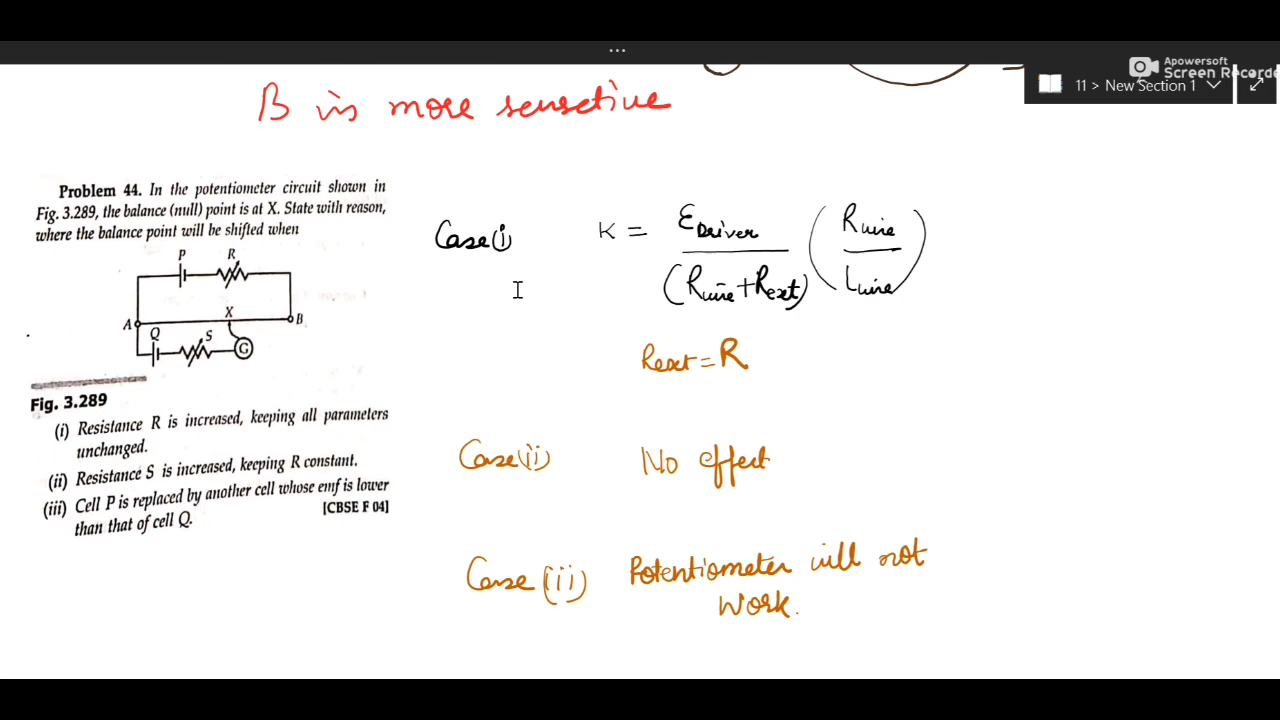 ...
Apowersoft
Screen Recorde
11 > New Section 1
B is more sensetive
Problem 44. In the potentiometer circuit shown in
Fig. 3.289, the balance (null) point is at X. State with reason,
where the balance point will be shifted when
P R
X
A B
Q S
G
Fig. 3.289
(i) Resistance R is increased, keeping all parameters
unchanged.
(ii) Resistance S is increased, keeping R constant.
(iii) Cell P is replaced by another cell whose emf is lower
than that of cell Q. [CBSE F 04]
Case(i) K = ε Driver / (Rwire + Rext) (Rwire / Lwire)
Rext = R
Case(ii) No effect
Case (iii) Potentiometer will not
work.